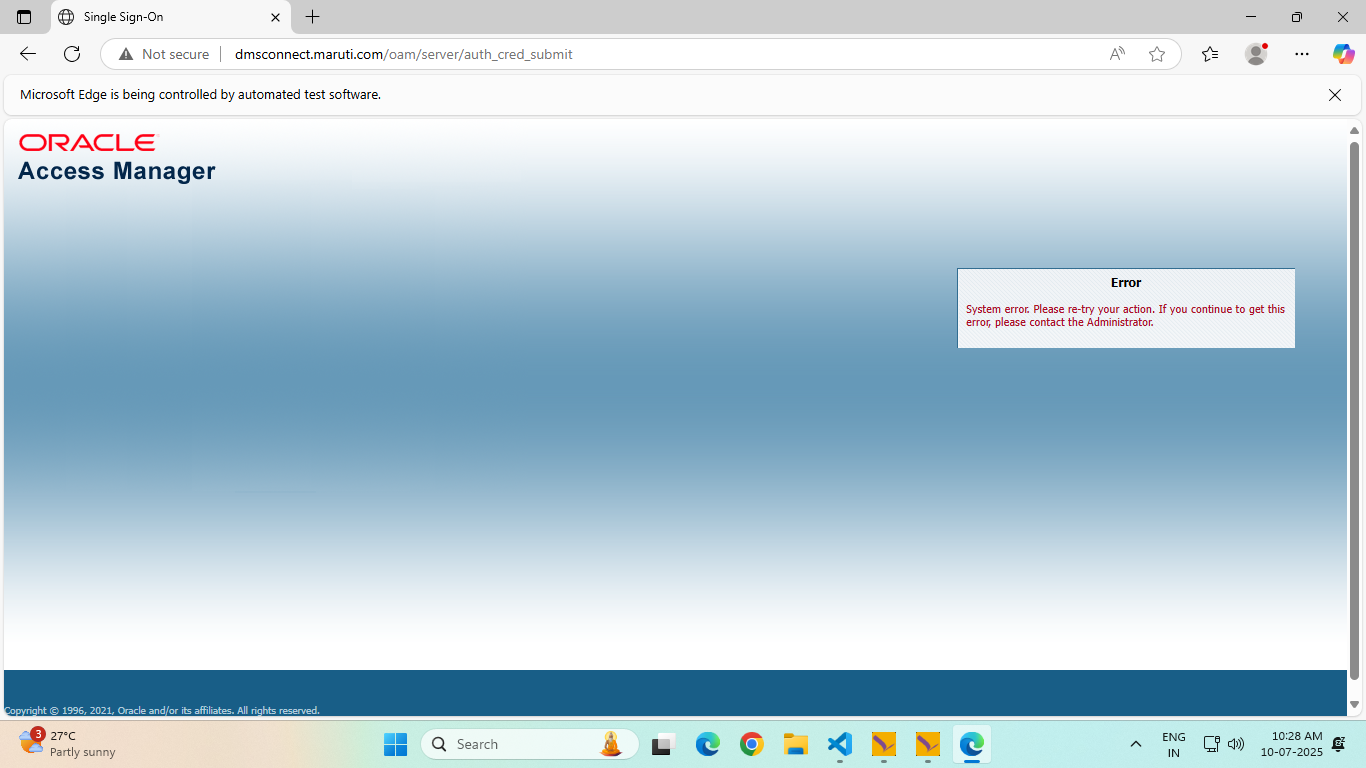 Single Sign-On
Not secure
dmsconnect.maruti.com/oam/server/auth_cred_submit
Microsoft Edge is being controlled by automated test software.
ORACLE
Access Manager
Error
System error. Please re-try your action. If you continue to get this
error, please contact the Administrator.
Copyright © 1996, 2021, Oracle and/or its affiliates. All rights reserved.
3
27°C
Partly sunny
Search
ENG
IN
10:28 AM
10-07-2025